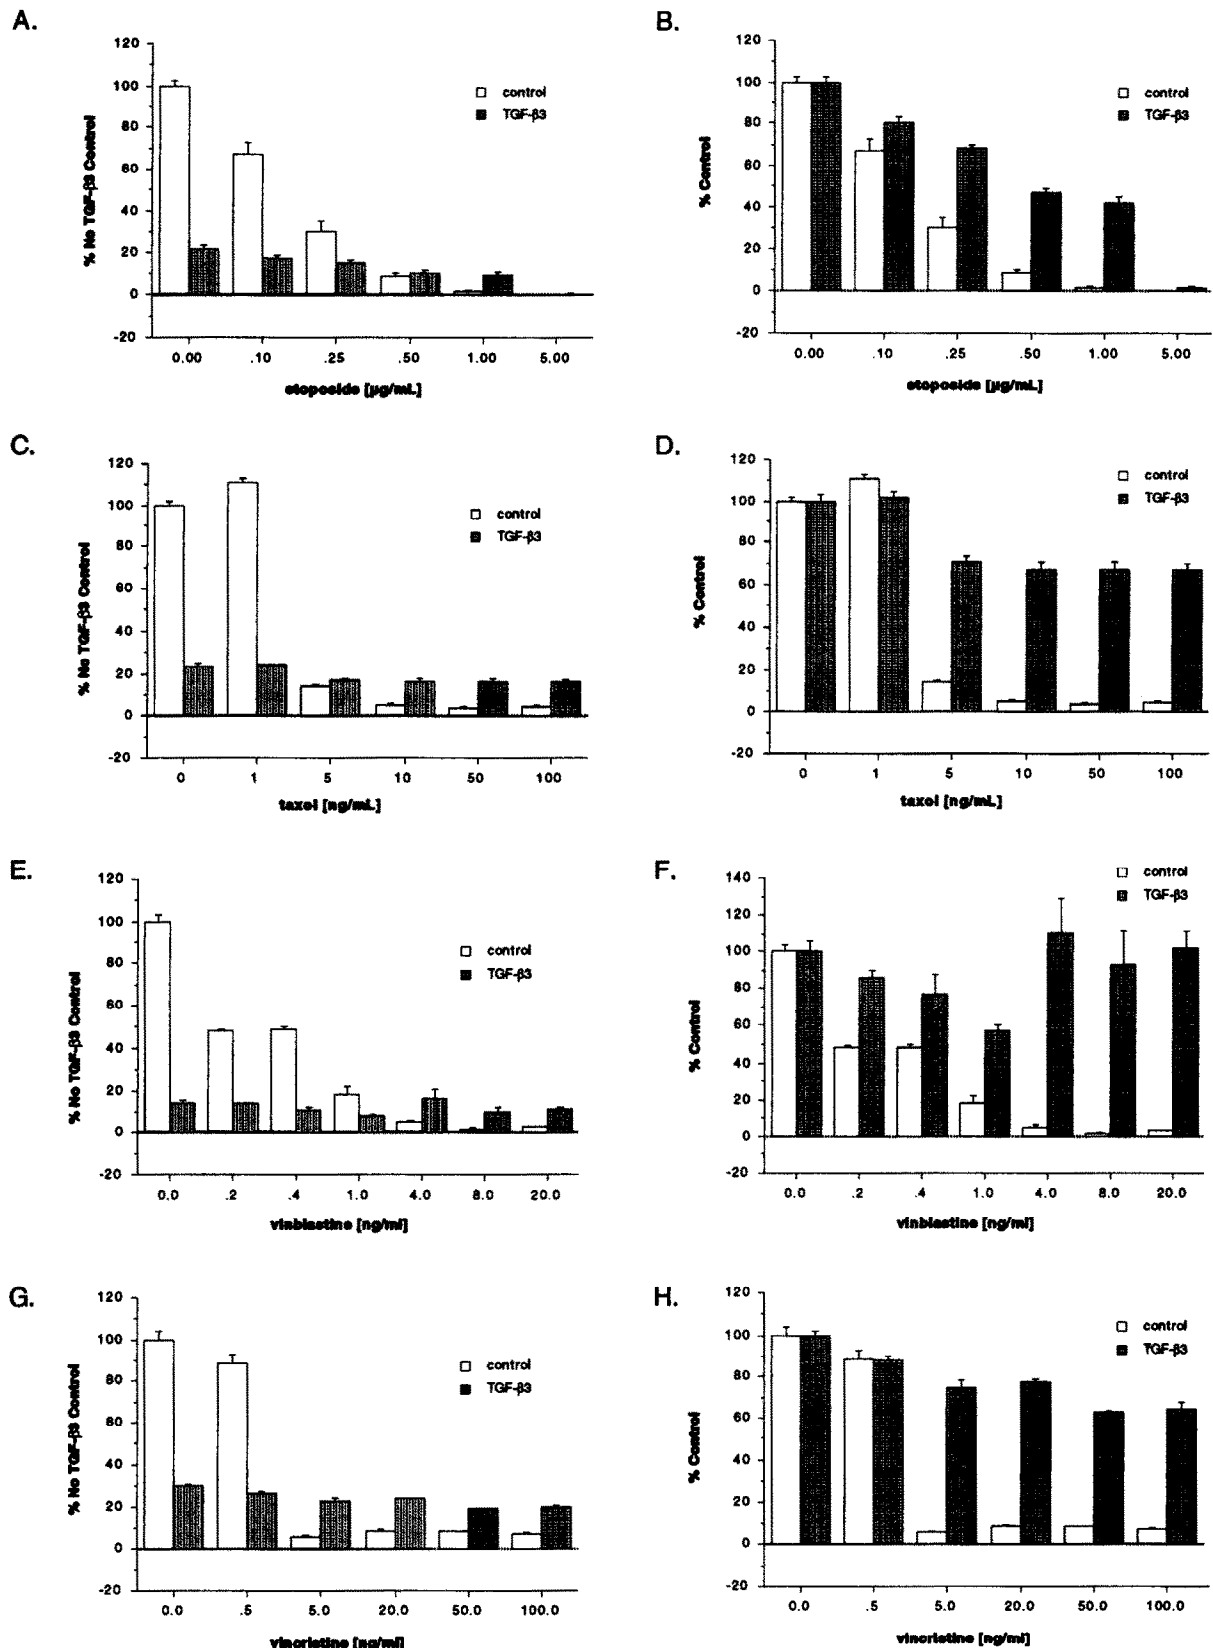 A.
% No TGF-β3 Control
120
100
80
60
40
20
0
-20
control
TGF-β3
0.00 .10 .25 .50 1.00 5.00
etoposide [µg/mL]
B.
% Control
120
100
80
60
40
20
0
-20
control
TGF-β3
0.00 .10 .25 .50 1.00 5.00
etoposide [µg/mL]
C.
% No TGF-β3 Control
120
100
80
60
40
20
0
-20
control
TGF-β3
0 1 5 10 50 100
taxol [ng/mL]
D.
% Control
120
100
80
60
40
20
0
-20
control
TGF-β3
0 1 5 10 50 100
taxol [ng/mL]
E.
% No TGF-β3 Control
120
100
80
60
40
20
0
-20
control
TGF-β3
0.0 .2 .4 1.0 4.0 8.0 20.0
vinblastine [ng/ml]
F.
% Control
140
120
100
80
60
40
20
0
-20
control
TGF-β3
0.0 .2 .4 1.0 4.0 8.0 20.0
vinblastine [ng/ml]
G.
% No TGF-β3 Control
120
100
80
60
40
20
0
-20
control
TGF-β3
0.0 .5 5.0 20.0 50.0 100.0
vincristine [ng/ml]
H.
% Control
120
100
80
60
40
20
0
-20
control
TGF-β3
0.0 .5 5.0 20.0 50.0 100.0
vincristine [ng/ml]